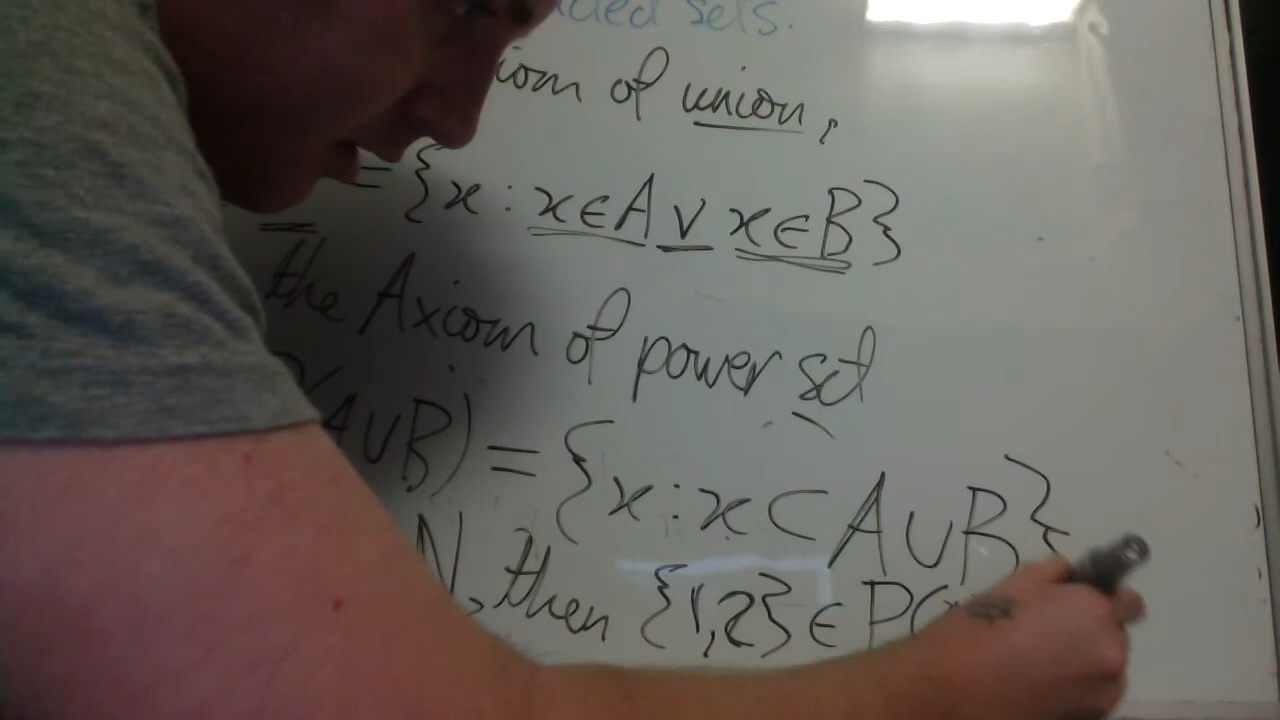 sets.
of union,
={x: x∈A ∨ x∈B}
the Axiom of power set
A∪B)={x:x⊂A∪B}
N, then {1,2}∈P(